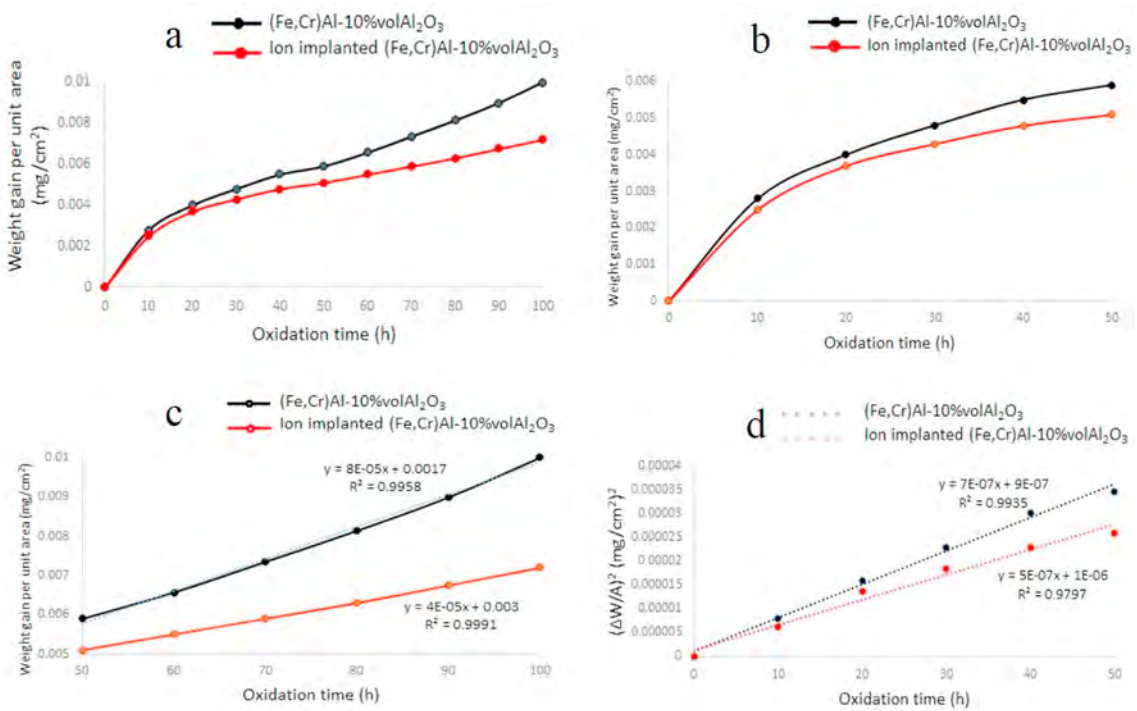 a
(Fe,Cr)Al-10%volAl₂O₃
Ion implanted (Fe,Cr)Al-10%volAl₂O₃
Weight gain per unit area
(mg/cm²)
0.01
0.008
0.006
0.004
0.002
0
0 10 20 30 40 50 60 70 80 90 100
Oxidation time (h)
b
(Fe,Cr)Al-10%volAl₂O₃
Ion implanted (Fe,Cr)Al-10%volAl₂O₃
Weight gain per unit area (mg/cm²)
0.006
0.005
0.004
0.003
0.002
0.001
0
0 10 20 30 40 50
Oxidation time (h)
c
(Fe,Cr)Al-10%volAl₂O₃
Ion implanted (Fe,Cr)Al-10%volAl₂O₃
Weight gain per unit area (mg/cm²)
0.01
0.009
0.008
0.007
0.006
0.005
y = 8E-05x + 0.0017
R² = 0.9958
y = 4E-05x + 0.003
R² = 0.9991
50 60 70 80 90 100
Oxidation time (h)
d
(Fe,Cr)Al-10%volAl₂O₃
Ion implanted (Fe,Cr)Al-10%volAl₂O₃
(ΔW/A)² (mg/cm²)²
0.00004
0.000035
0.00003
0.000025
0.00002
0.000015
0.00001
0.000005
0
y = 7E-07x + 9E-07
R² = 0.9935
y = 5E-07x + 1E-06
R² = 0.9797
0 10 20 30 40 50
Oxidation time (h)